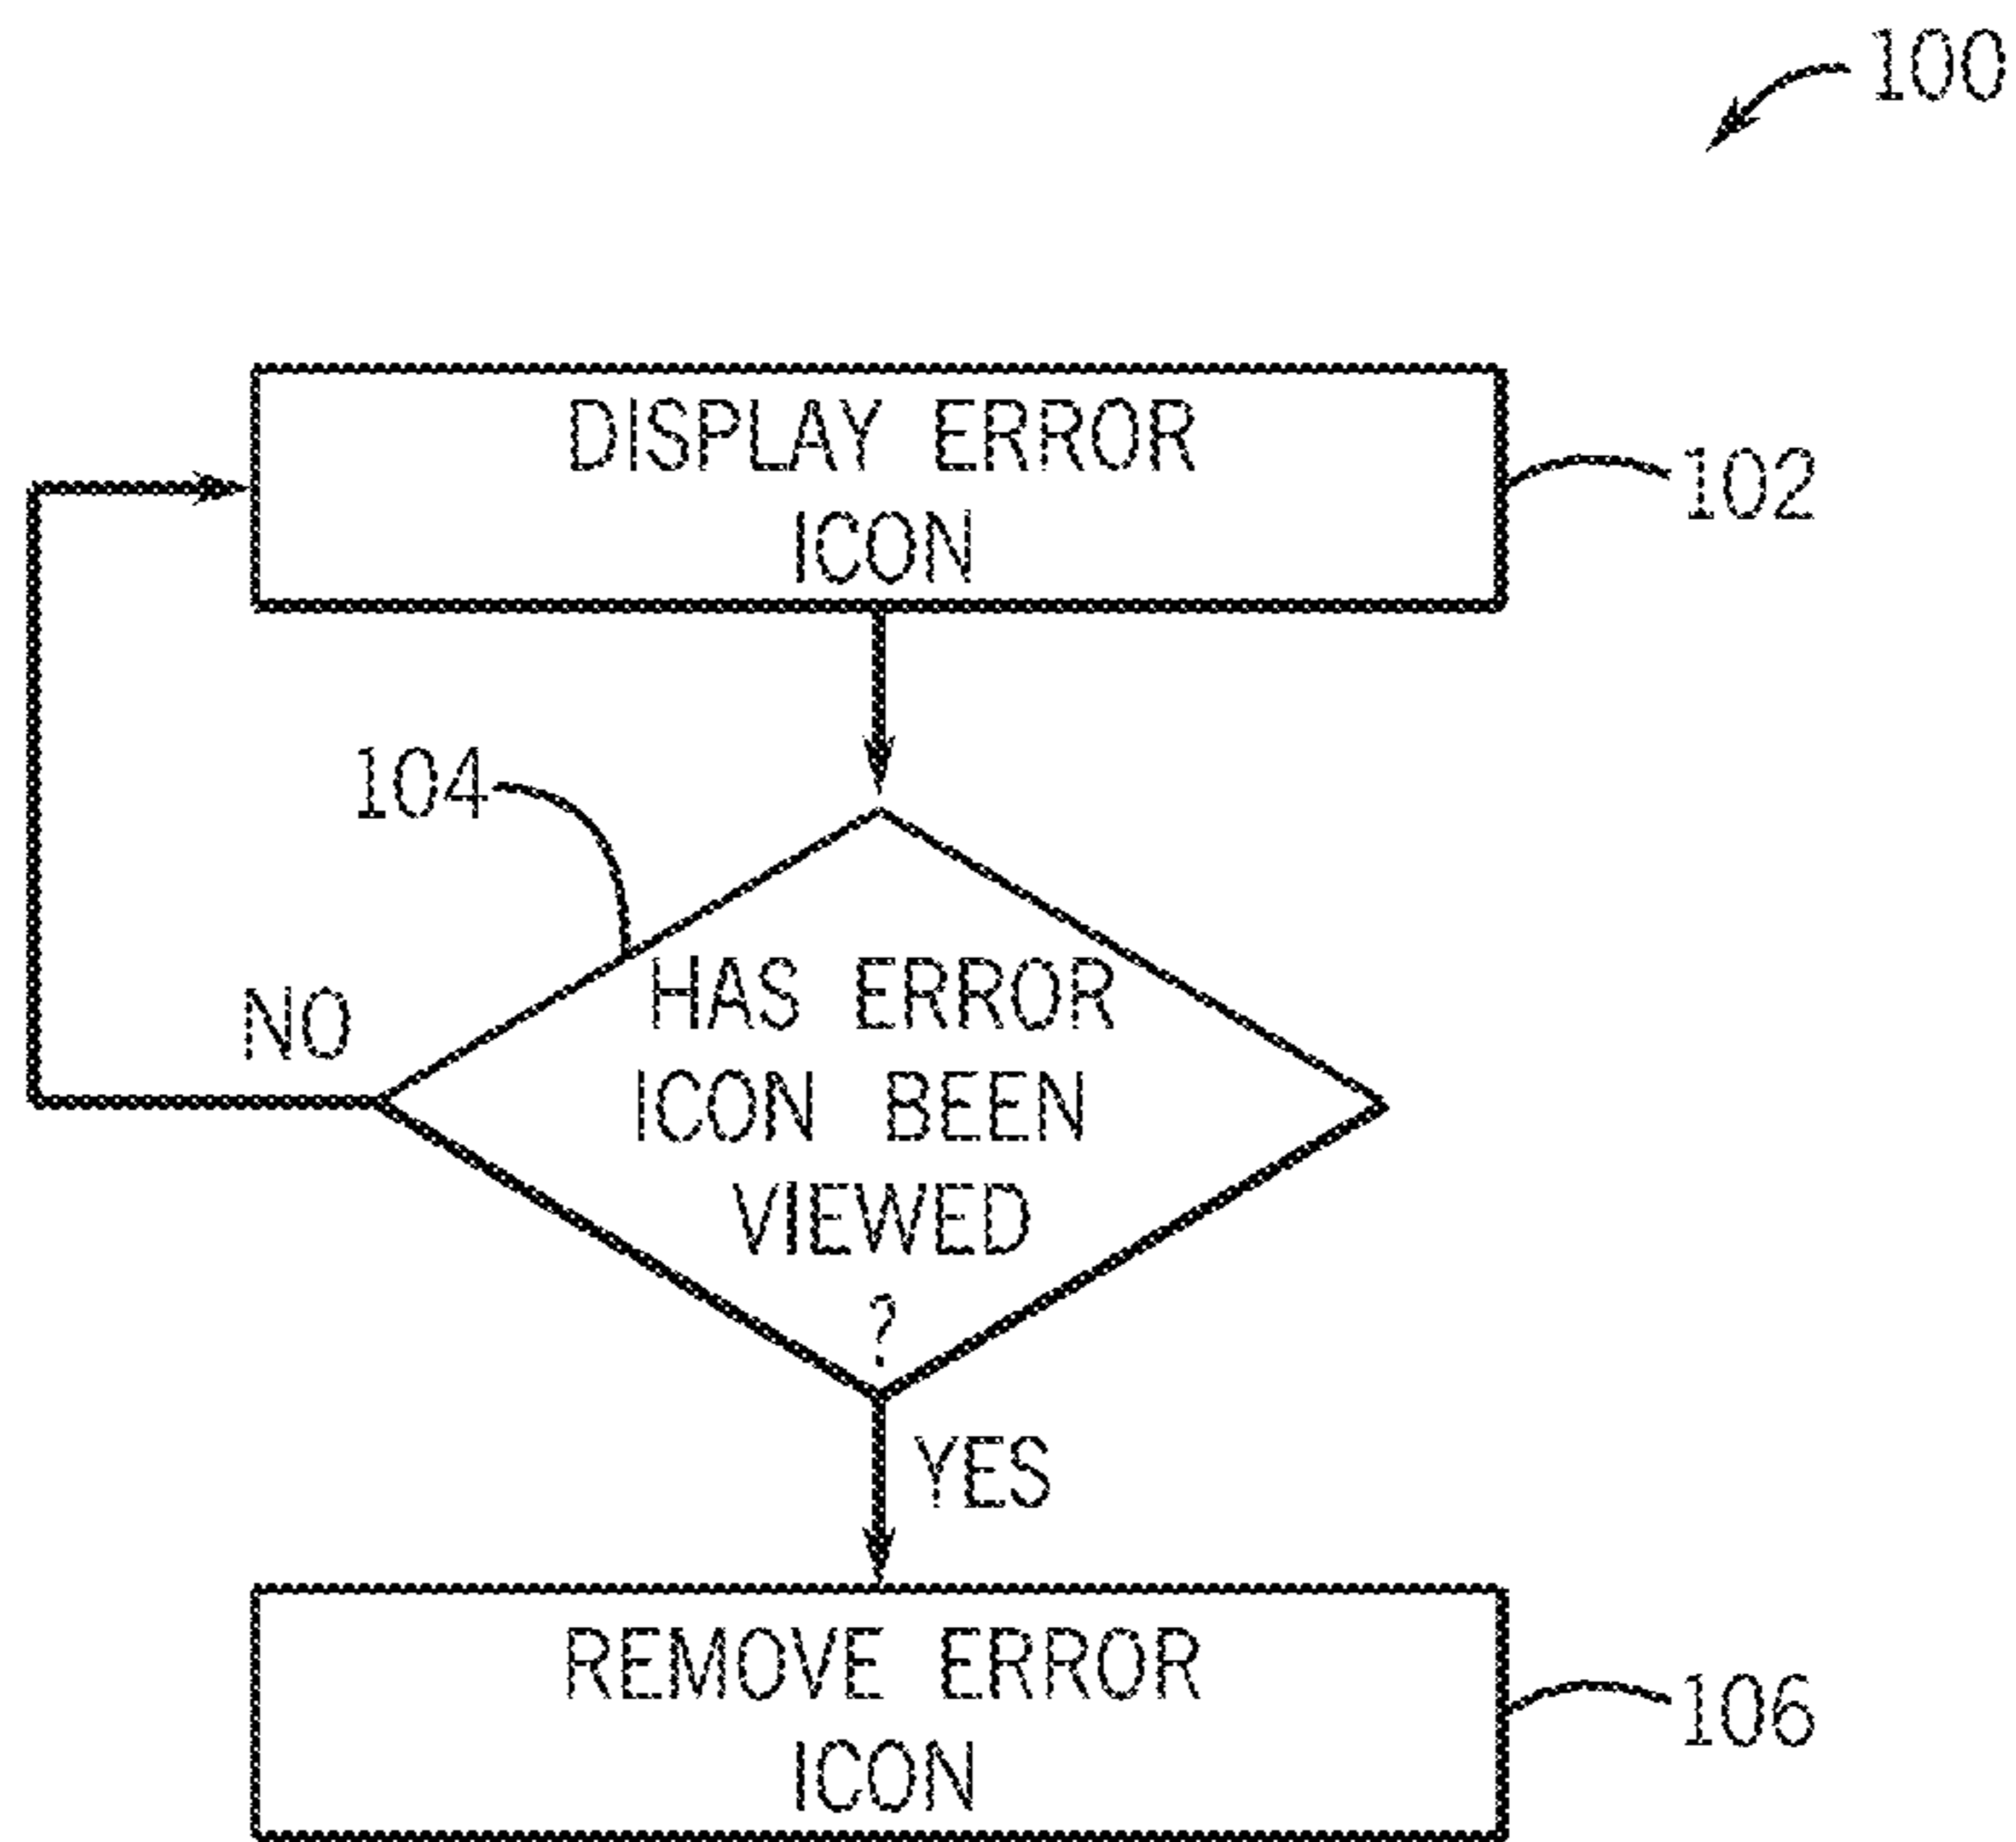 100
DISPLAY ERROR
ICON
102
104
HAS ERROR
ICON BEEN
VIEWED
?
NO
YES
REMOVE ERROR
ICON
106